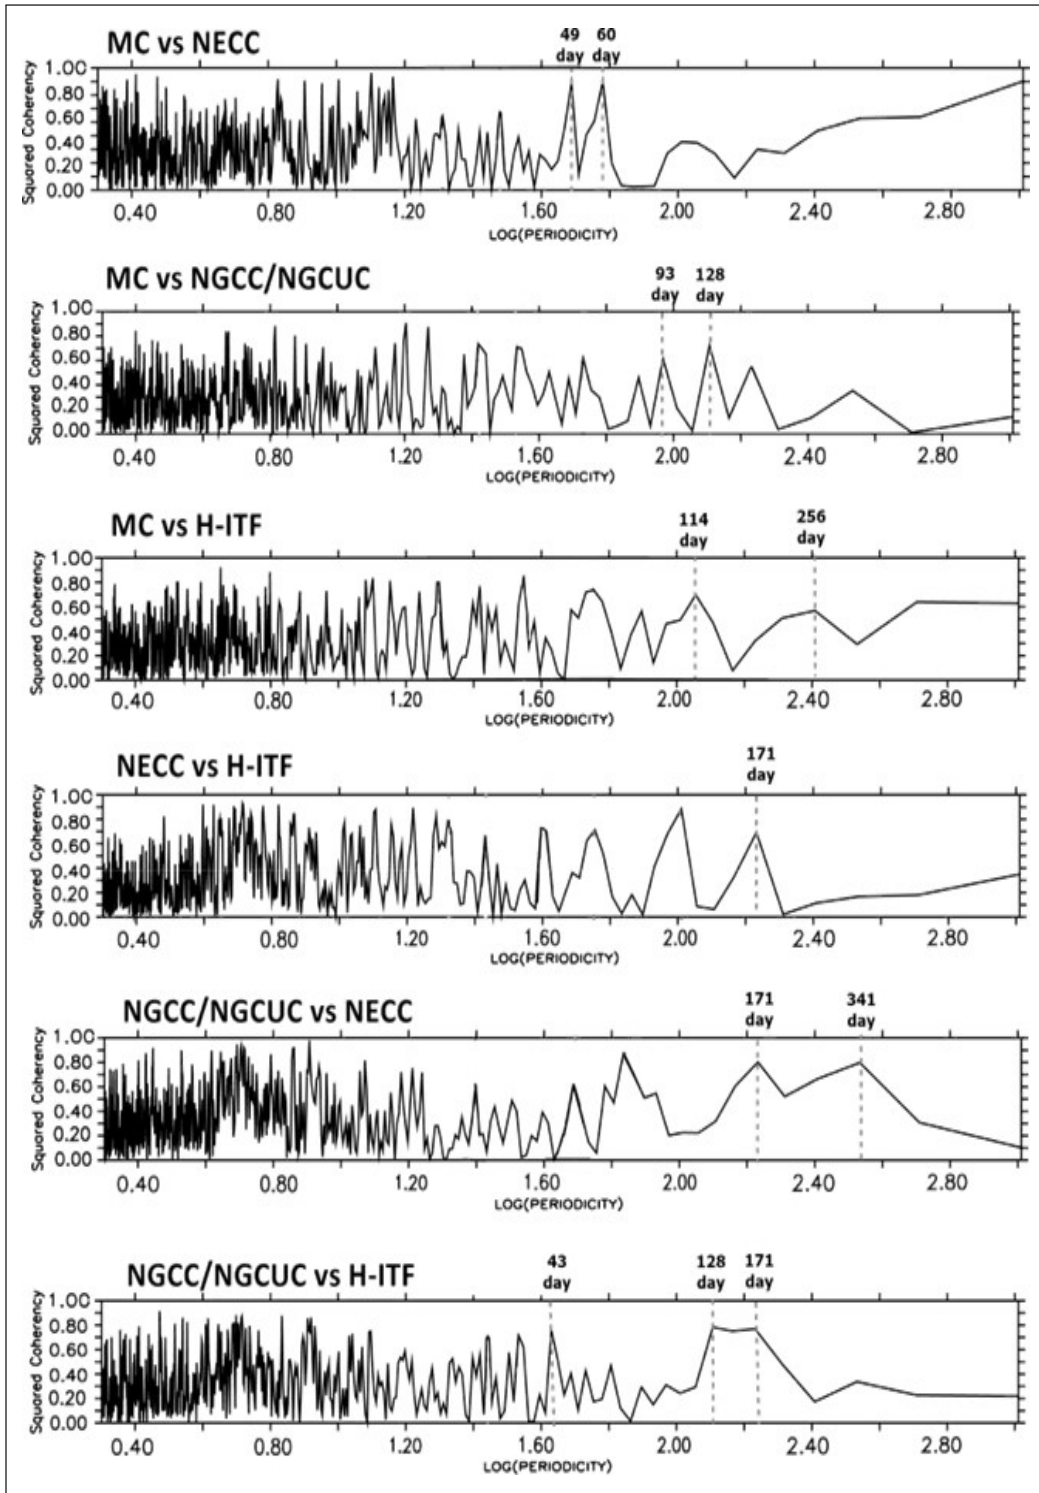 MC vs NECC
49 60
day day
Squared Coherency
1.00
0.80
0.60
0.40
0.20
0.00
0.40 0.80 1.20 1.60 2.00 2.40 2.80
LOG(PERIODICITY)
MC vs NGCC/NGCUC
93 128
day day
Squared Coherency
1.00
0.80
0.60
0.40
0.20
0.00
0.40 0.80 1.20 1.60 2.00 2.40 2.80
LOG(PERIODICITY)
MC vs H-ITF
114 256
day day
Squared Coherency
1.00
0.80
0.60
0.40
0.20
0.00
0.40 0.80 1.20 1.60 2.00 2.40 2.80
LOG(PERIODICITY)
NECC vs H-ITF
171
day
Squared Coherency
1.00
0.80
0.60
0.40
0.20
0.00
0.40 0.80 1.20 1.60 2.00 2.40 2.80
LOG(PERIODICITY)
NGCC/NGCUC vs NECC
171 341
day day
Squared Coherency
1.00
0.80
0.60
0.40
0.20
0.00
0.40 0.80 1.20 1.60 2.00 2.40 2.80
LOG(PERIODICITY)
NGCC/NGCUC vs H-ITF
43 128 171
day day day
Squared Coherency
1.00
0.80
0.60
0.40
0.20
0.00
0.40 0.80 1.20 1.60 2.00 2.40 2.80
LOG(PERIODICITY)